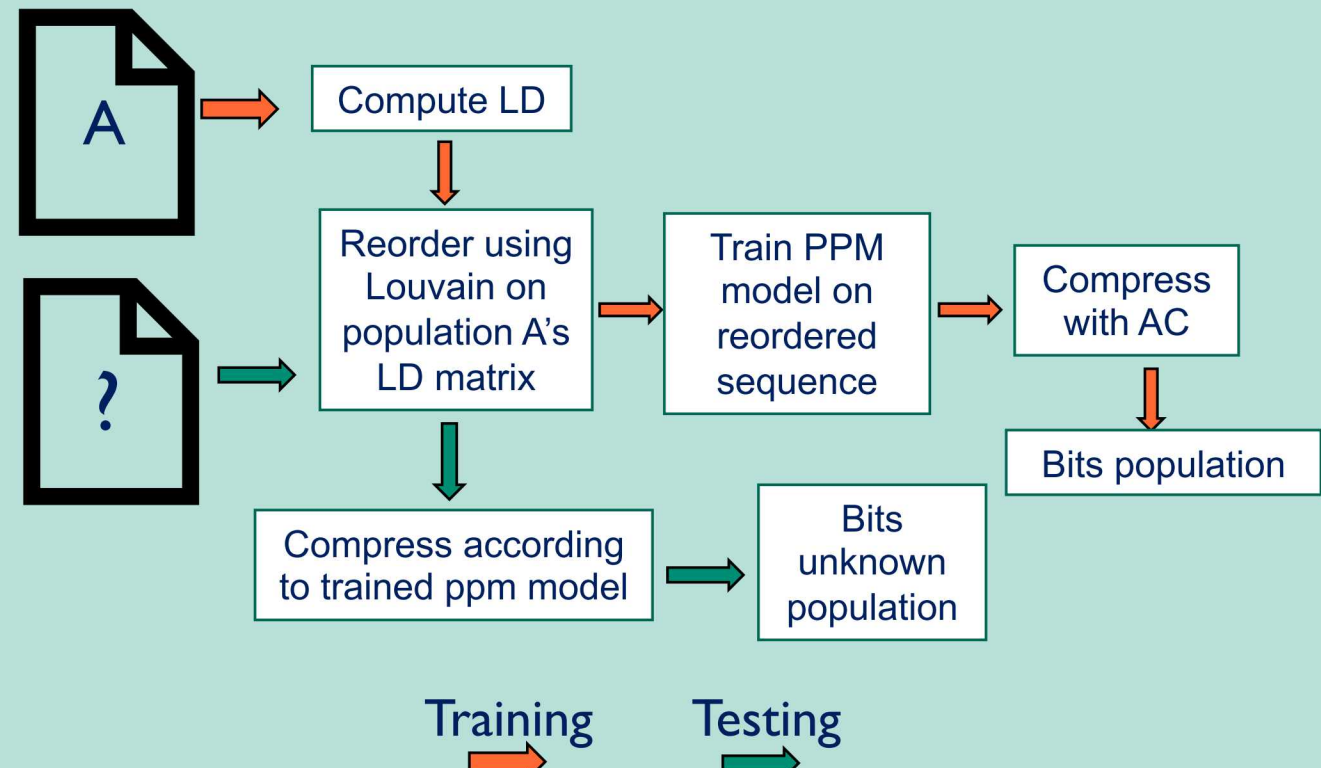 A
Compute LD
Reorder using
Louvain on
population A's
LD matrix
Train PPM
model on
reordered
sequence
Compress
with AC
Bits population
?
Compress according
to trained ppm model
Bits
unknown
population
Training
Testing